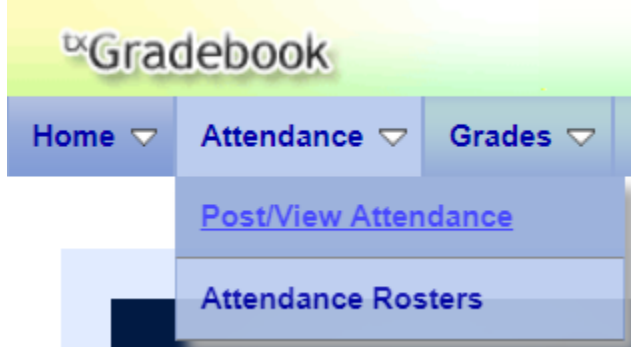 txGradebook
Home Attendance Grades
Post/View Attendance
Attendance Rosters